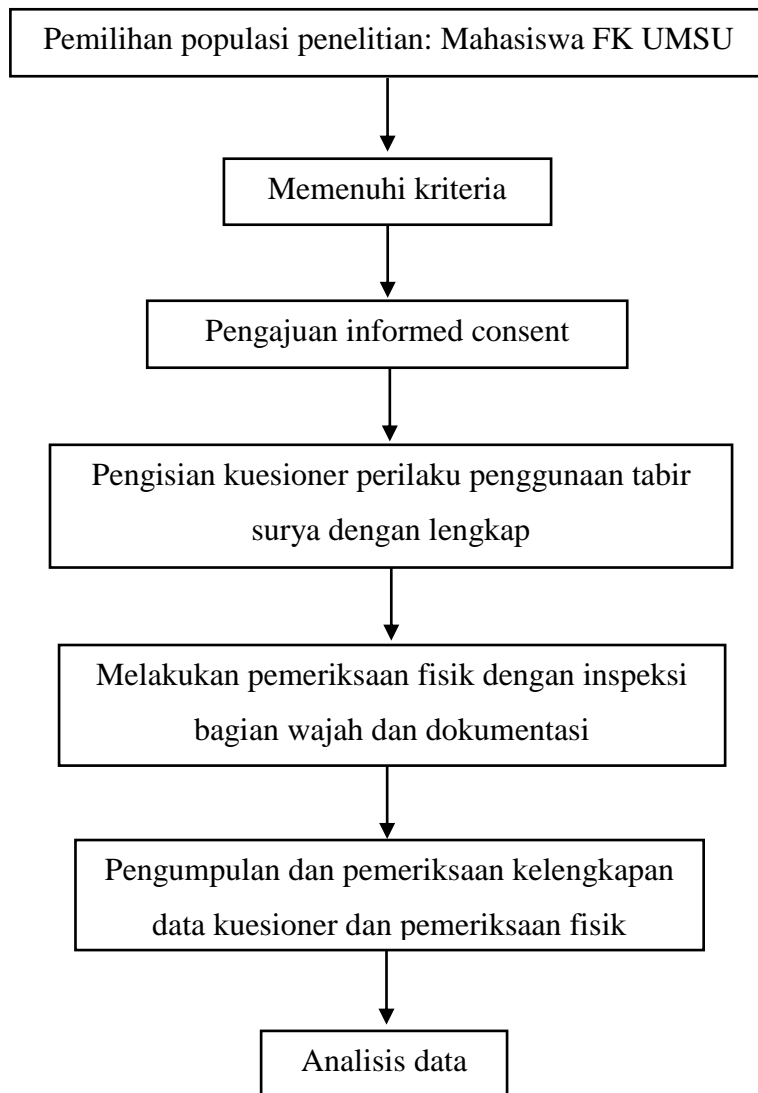 Pemilihan populasi penelitian: Mahasiswa FK UMSU
Memenuhi kriteria
Pengajuan informed consent
Pengisian kuesioner perilaku penggunaan tabir
surya dengan lengkap
Melakukan pemeriksaan fisik dengan inspeksi
bagian wajah dan dokumentasi
Pengumpulan dan pemeriksaan kelengkapan
data kuesioner dan pemeriksaan fisik
Analisis data